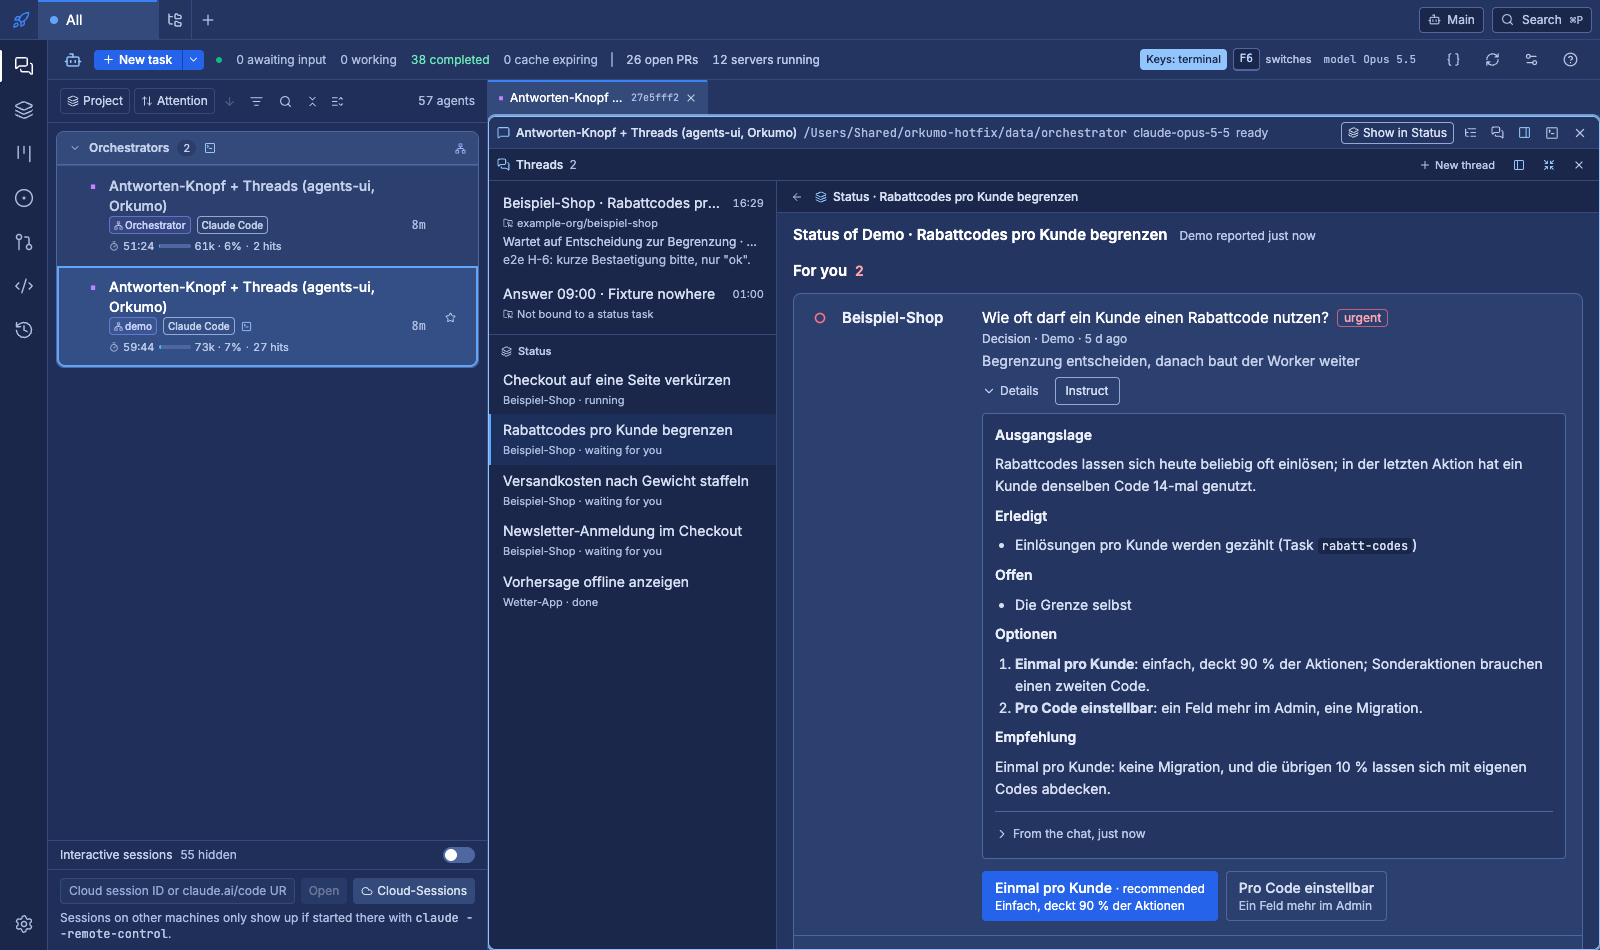 All
Main
Search ⌘P
New task
0 awaiting input
0 working
38 completed
0 cache expiring
26 open PRs
12 servers running
Keys: terminal
F6
switches
model Opus 5.5
Project
Attention
57 agents
Orchestrators 2
Antworten-Knopf + Threads (agents-ui,
Orkumo)
Orchestrator
Claude Code
8m
51:24
61k · 6% · 2 hits
Antworten-Knopf + Threads (agents-ui,
Orkumo)
demo
Claude Code
8m
59:44
73k · 7% · 27 hits
Interactive sessions 55 hidden
Cloud session ID or claude.ai/code UR
Open
Cloud-Sessions
Sessions on other machines only show up if started there with claude -
-remote-control.
Antworten-Knopf ... 27e5fff2
Antworten-Knopf + Threads (agents-ui, Orkumo) /Users/Shared/orkumo-hotfix/data/orchestrator claude-opus-5-5 ready
Show in Status
Threads 2
New thread
Beispiel-Shop · Rabattcodes pr... 16:29
example-org/beispiel-shop
Wartet auf Entscheidung zur Begrenzung · ...
e2e H-6: kurze Bestaetigung bitte, nur "ok".
Answer 09:00 · Fixture nowhere 01:00
Not bound to a status task
Status
Checkout auf eine Seite verkürzen
Beispiel-Shop · running
Rabattcodes pro Kunde begrenzen
Beispiel-Shop · waiting for you
Versandkosten nach Gewicht staffeln
Beispiel-Shop · waiting for you
Newsletter-Anmeldung im Checkout
Beispiel-Shop · waiting for you
Vorhersage offline anzeigen
Wetter-App · done
Status · Rabattcodes pro Kunde begrenzen
Status of Demo · Rabattcodes pro Kunde begrenzen Demo reported just now
For you 2
Beispiel-Shop
Wie oft darf ein Kunde einen Rabattcode nutzen? urgent
Decision · Demo · 5 d ago
Begrenzung entscheiden, danach baut der Worker weiter
Details
Instruct
Ausgangslage
Rabattcodes lassen sich heute beliebig oft einlösen; in der letzten Aktion hat ein
Kunde denselben Code 14-mal genutzt.
Erledigt
• Einlösungen pro Kunde werden gezählt (Task rabatt-codes)
Offen
• Die Grenze selbst
Optionen
1. Einmal pro Kunde: einfach, deckt 90 % der Aktionen; Sonderaktionen brauchen
einen zweiten Code.
2. Pro Code einstellbar: ein Feld mehr im Admin, eine Migration.
Empfehlung
Einmal pro Kunde: keine Migration, und die übrigen 10 % lassen sich mit eigenen
Codes abdecken.
From the chat, just now
Einmal pro Kunde · recommended
Einfach, deckt 90 % der Aktionen
Pro Code einstellbar
Ein Feld mehr im Admin